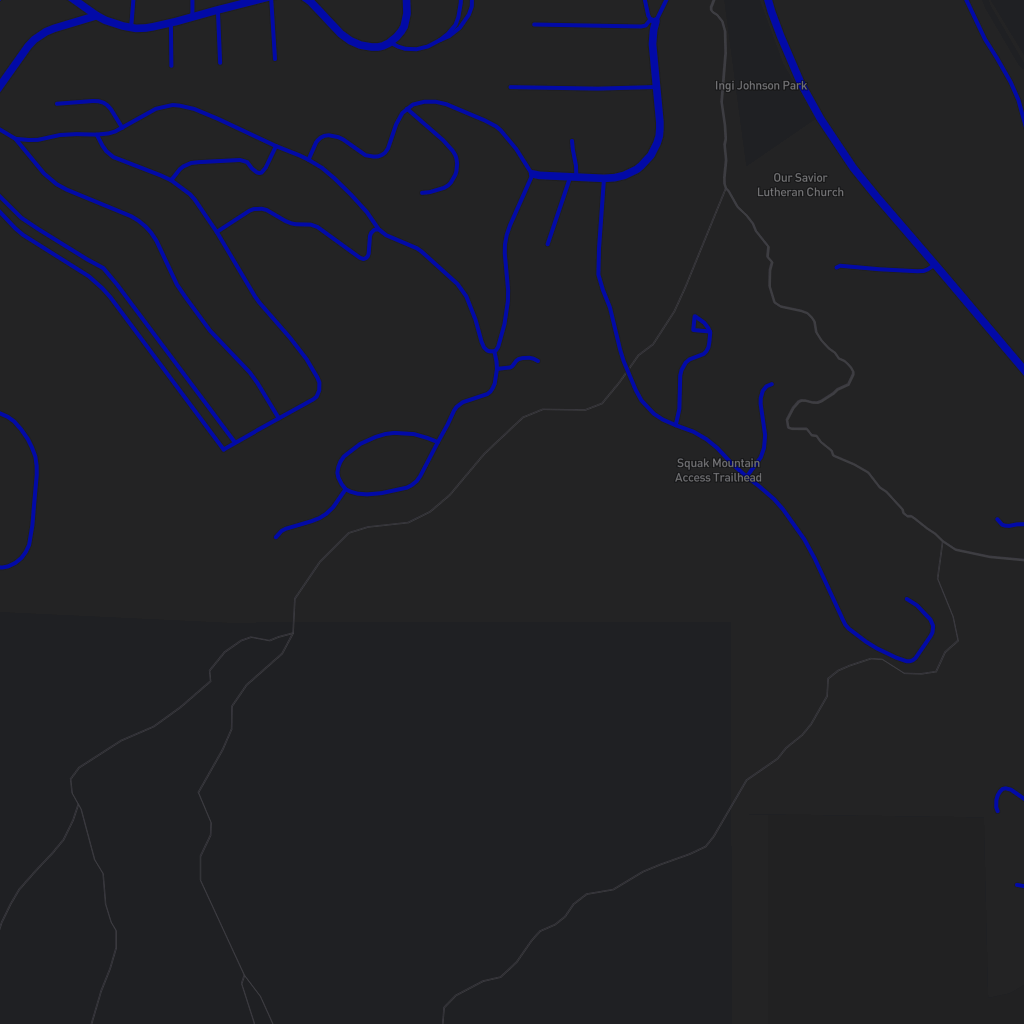 Ingi Johnson Park
Our Savior
Lutheran Church
Squak Mountain
Access Trailhead